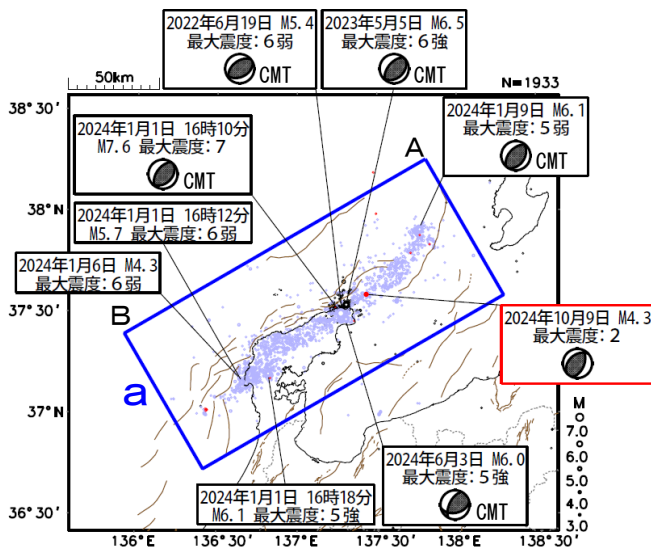 2022年6月19日 M5.4
最大震度：６弱
CMT
2023年5月5日 M6.5
最大震度：６強
CMT
50km
N=1933
38°30′
2024年1月9日 M6.1
最大震度：５弱
CMT
2024年1月1日 16時10分
M7.6 最大震度：７
CMT
A
38°N
2024年1月1日 16時12分
M5.7 最大震度：６弱
2024年1月6日 M4.3
最大震度：６弱
37°30′
B
2024年10月9日 M4.3
最大震度：２
a
37°N
M
7.0
6.0
5.0
4.0
3.0
2024年6月3日 M6.0
最大震度：５強
CMT
2024年1月1日 16時18分
M6.1 最大震度：５強
36°30′
136°E
136°30′
137°E
137°30′
138°E
138°30′